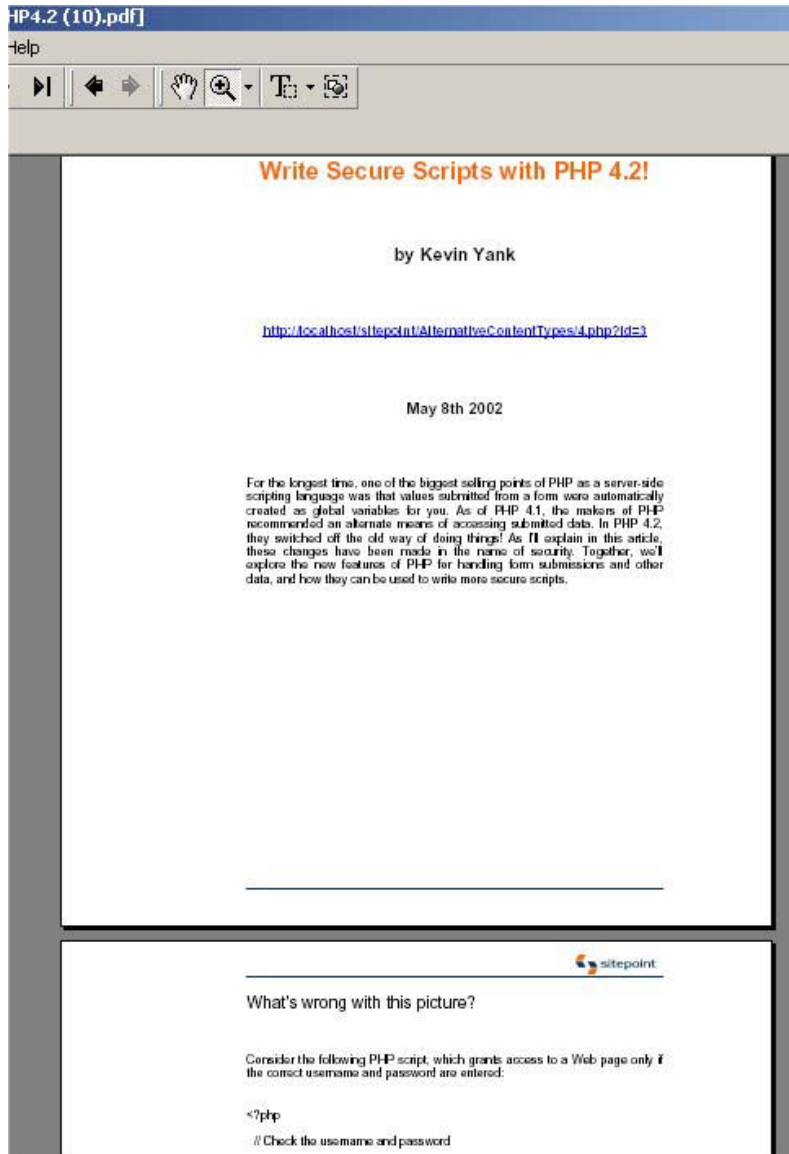 HP4.2 (10).pdf]
Help
Write Secure Scripts with PHP 4.2!
by Kevin Yank
http://localhost/sitepoint/AlternativeContentTypes/4.php?id=3
May 8th 2002
For the longest time, one of the biggest selling points of PHP as a server-side
scripting language was that values submitted from a form were automatically
created as global variables for you. As of PHP 4.1, the makers of PHP
recommended an alternate means of accessing submitted data. In PHP 4.2,
they switched off the old way of doing things! As I'll explain in this article,
these changes have been made in the name of security. Together, we'll
explore the new features of PHP for handling form submissions and other
data, and how they can be used to write more secure scripts.
sitepoint
What's wrong with this picture?
Consider the following PHP script, which grants access to a Web page only if
the correct username and password are entered:
<?php
// Check the username and password